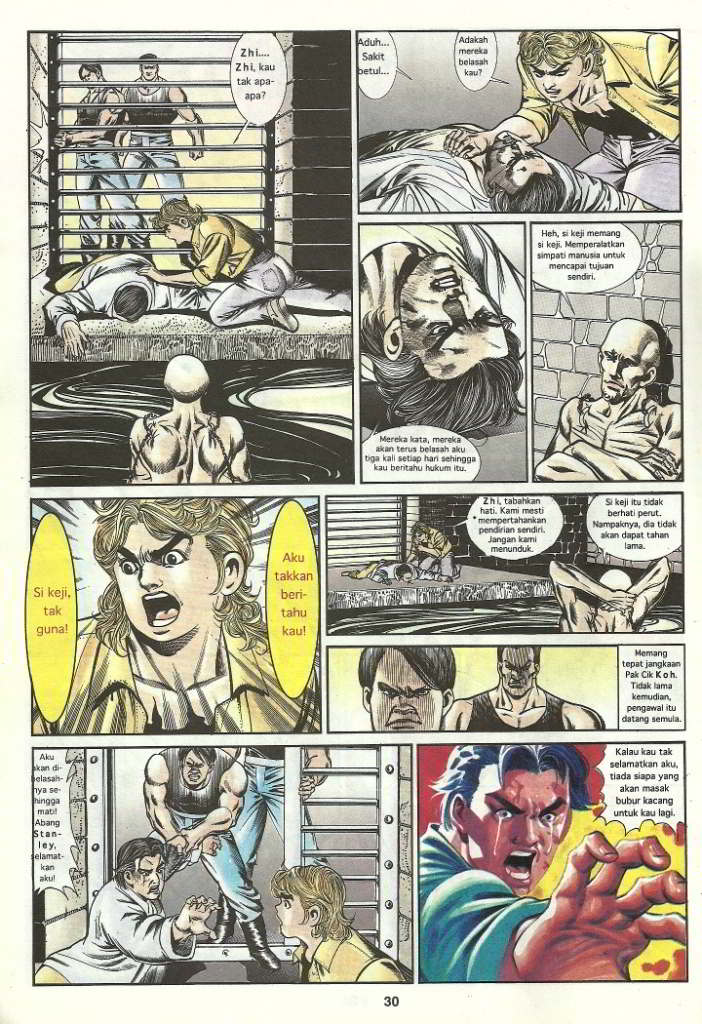 Zhi....
Zhi, kau
tak apa-
apa?
Aduh...
Sakit
betul...
Adakah
mereka
belasah
kau?
Mereka kata, mereka
akan terus belasah aku
tiga kali setiap hari sehingga
kau beritahu hukum itu.
Heh, si keji memang
si keji. Memperalatkan
simpati manusia untuk
mencapai tujuan
sendiri.
Si keji,
tak
guna!
Aku
takkan
beri-
tahu
kau!
Zhi, tabahkan
hati. Kami mesti
mempertahankan
pendirian sendiri.
Jangan kami
menunduk.
Si keji itu tidak
berhati perut.
Nampaknya, dia tidak
akan dapat tahan
lama.
Memang
tepat jangkaan
Pak Cik Koh.
Tidak lama
kemudian,
pengawal itu
datang semula.
Aku
akan di-
belasah-
nya se-
hingga
mati!
Abang
Stan-
ley,
selamat-
kan
aku!
Kalau kau tak
selamatkan aku,
tiada siapa yang
akan masak
bubur kacang
untuk kau lagi.
30